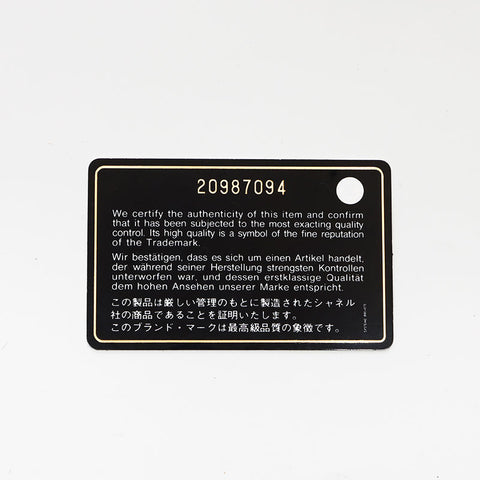 20987094
We certify the authenticity of this item and confirm
that it has been subjected to the most exacting quality
control. Its high quality is a symbol of the fine reputation
of the Trademark.
Wir bestätigen, dass es sich um einen Artikel handelt,
der während seiner Herstellung strengsten Kontrollen
unterworfen war, und dessen erstklassige Qualität
dem hohen Ansehen unserer Marke entspricht.
この製品は厳しい管理のもとに製造されたシャネル
社の商品であることを証明いたします。
このブランド・マークは最高級品質の象徴です。